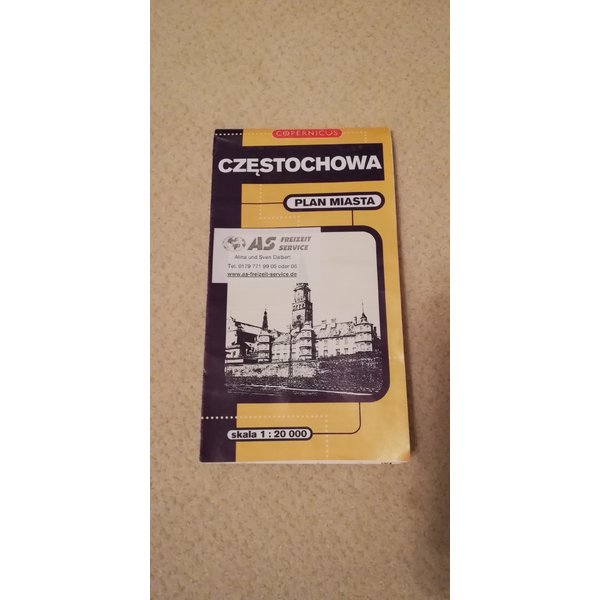 COPERNICUS
CZĘSTOCHOWA
PLAN MIASTA
AS FREIZEIT SERVICE
Alina und Sven Deibert
Tel. 0179 771 99 05 oder 06
www.as-freizeit-service.de
skala 1 : 20 000